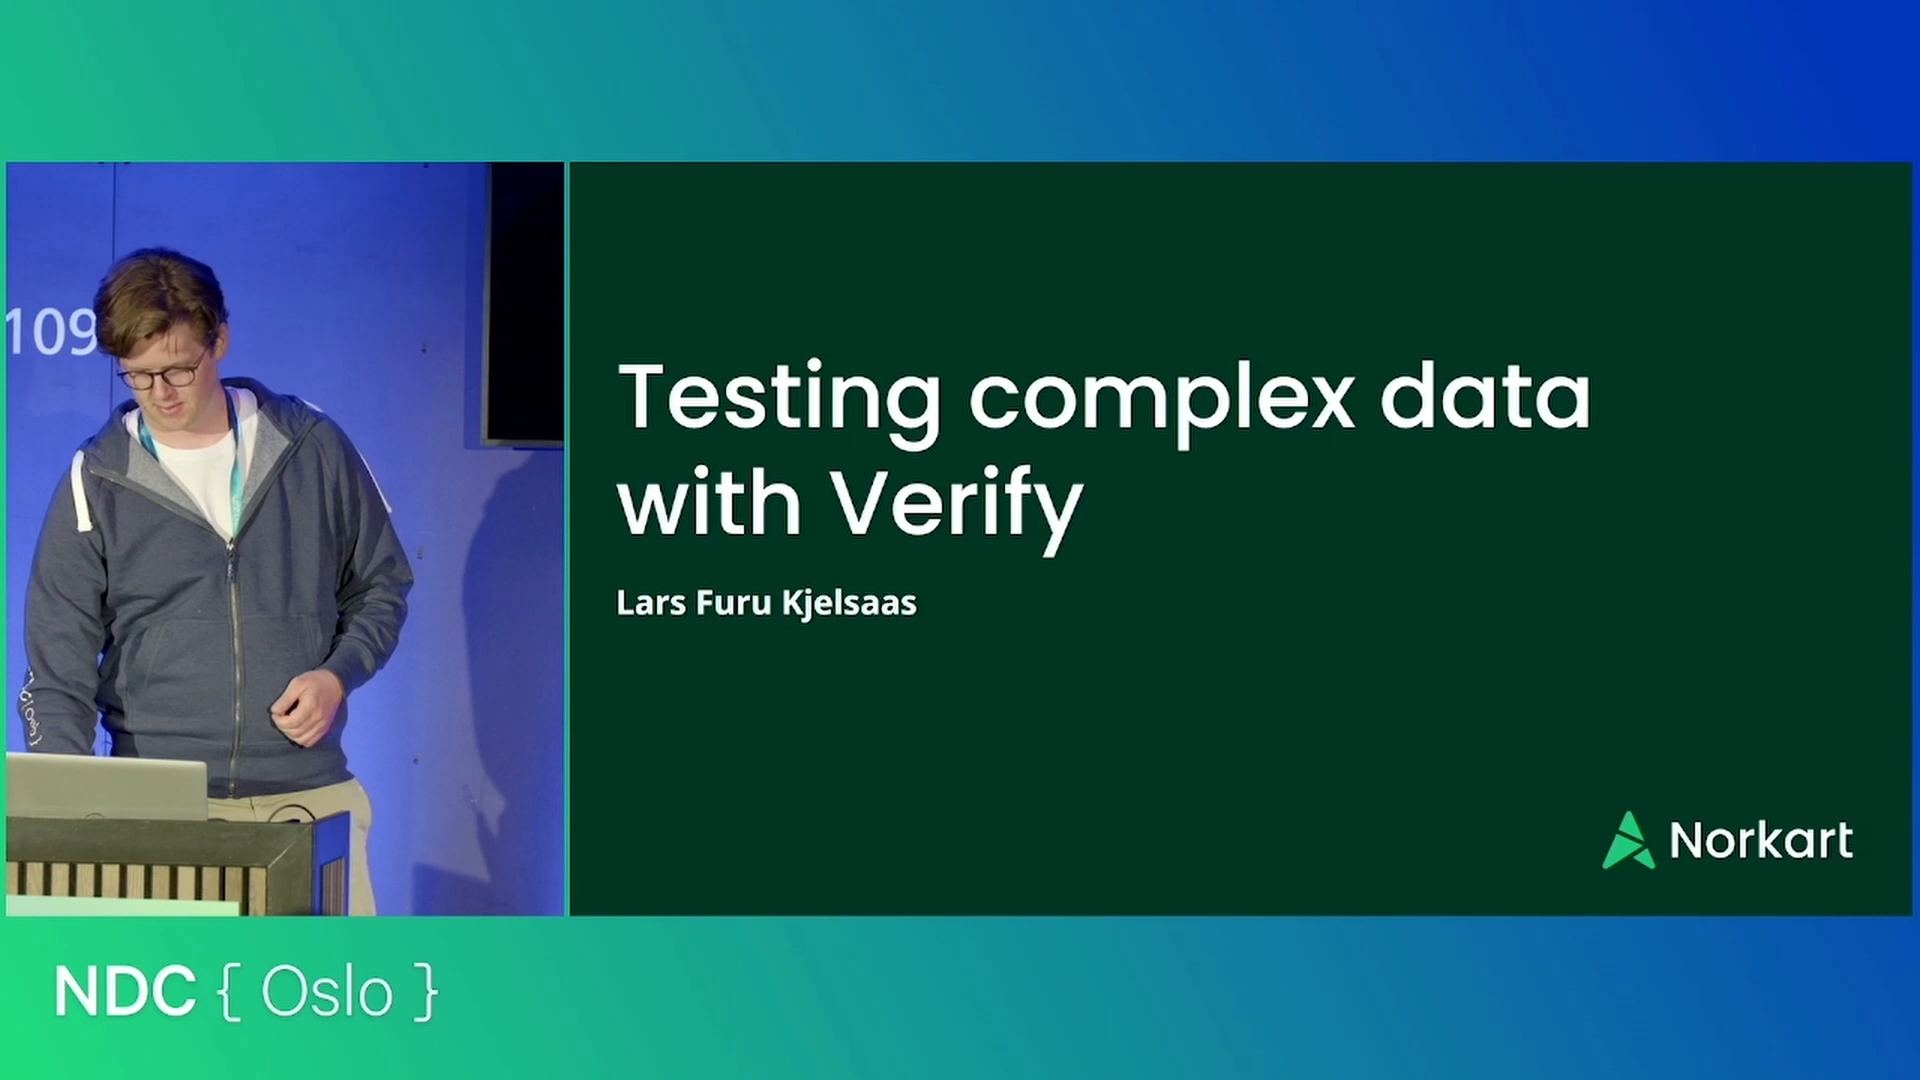 109
Testing complex data
with Verify
Lars Furu Kjelsaas
Norkart
NDC { Oslo }